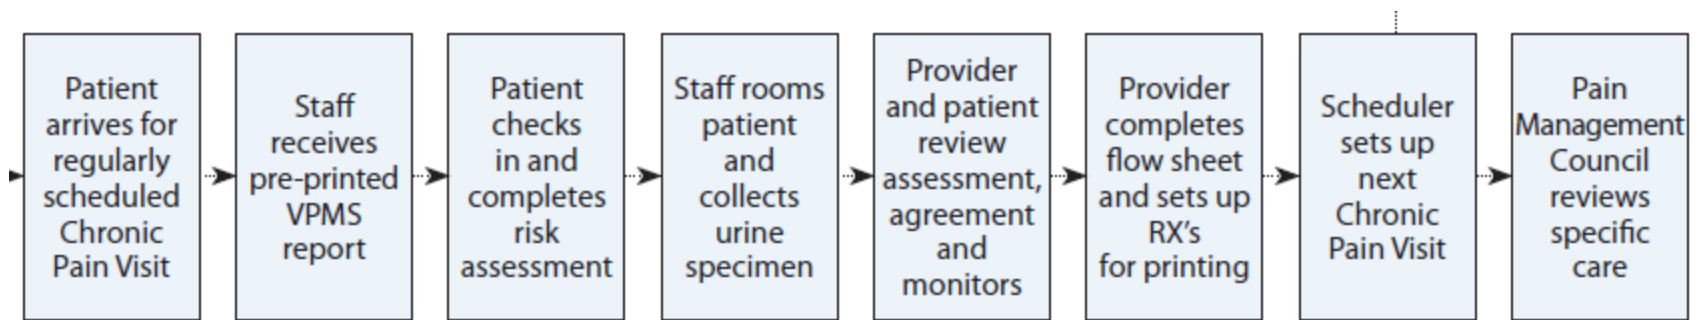 Patient
arrives for
regularly
scheduled
Chronic
Pain Visit
Staff
receives
pre-printed
VPMS
report
Patient
checks
in and
completes
risk
assessment
Staff rooms
patient
and
collects
urine
specimen
Provider
and patient
review
assessment,
agreement
and
monitors
Provider
completes
flow sheet
and sets up
RX's
for printing
Scheduler
sets up
next
Chronic
Pain Visit
Pain
Management
Council
reviews
specific
care